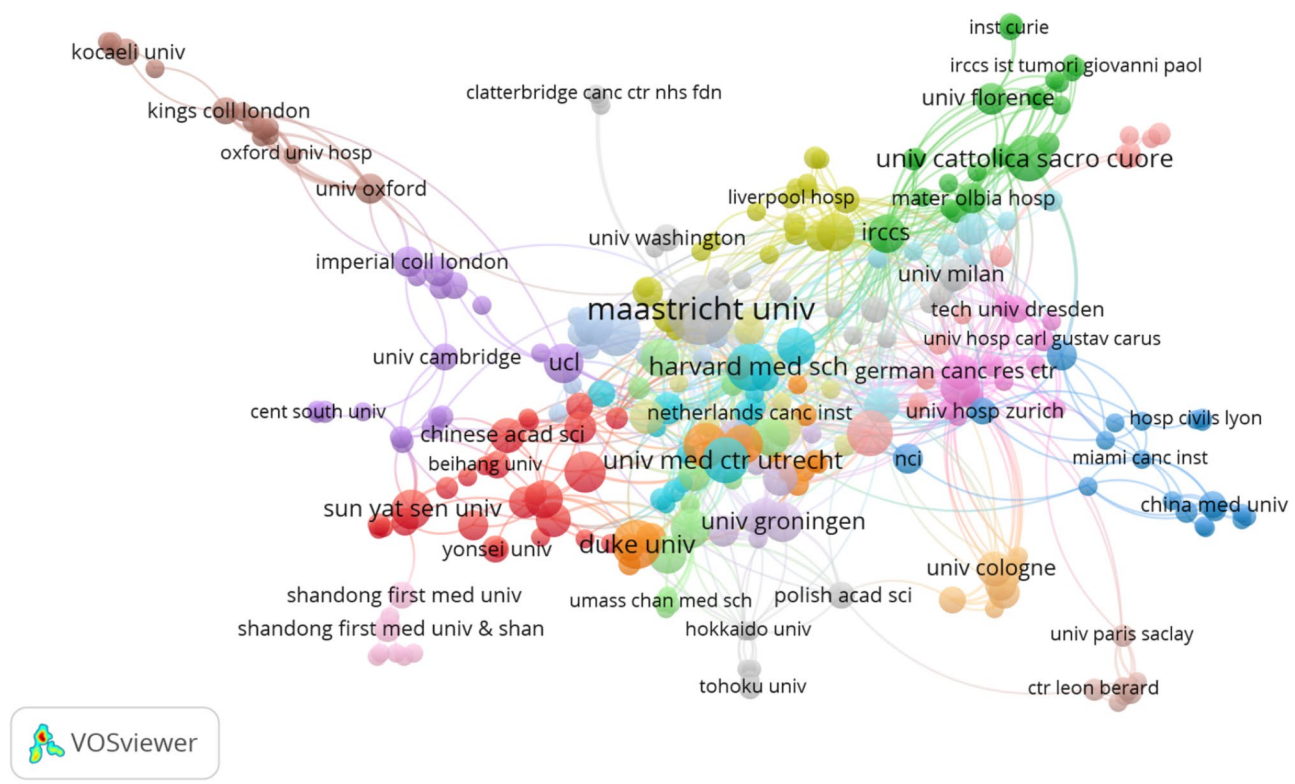 inst curie
kocaeli univ
irccs ist tumori giovanni paol
clatterbridge canc ctr nhs fdn
univ florence
kings coll london
oxford univ hosp
univ cattolica sacro cuore
univ oxford
liverpool hosp
mater olbia hosp
univ washington
irccs
imperial coll london
univ milan
maastricht univ
tech univ dresden
univ hosp carl gustav carus
univ cambridge
ucl
harvard med sch
german canc res ctr
cent south univ
netherlands canc inst
univ hosp zurich
hosp civils lyon
chinese acad sci
beihang univ
univ med ctr utrecht
nci
miami canc inst
sun yat sen univ
china med univ
univ groningen
yonsei univ
duke univ
univ cologne
shandong first med univ
umass chan med sch
polish acad sci
shandong first med univ & shan
hokkaido univ
univ paris saclay
tohoku univ
ctr leon berard
VOSviewer